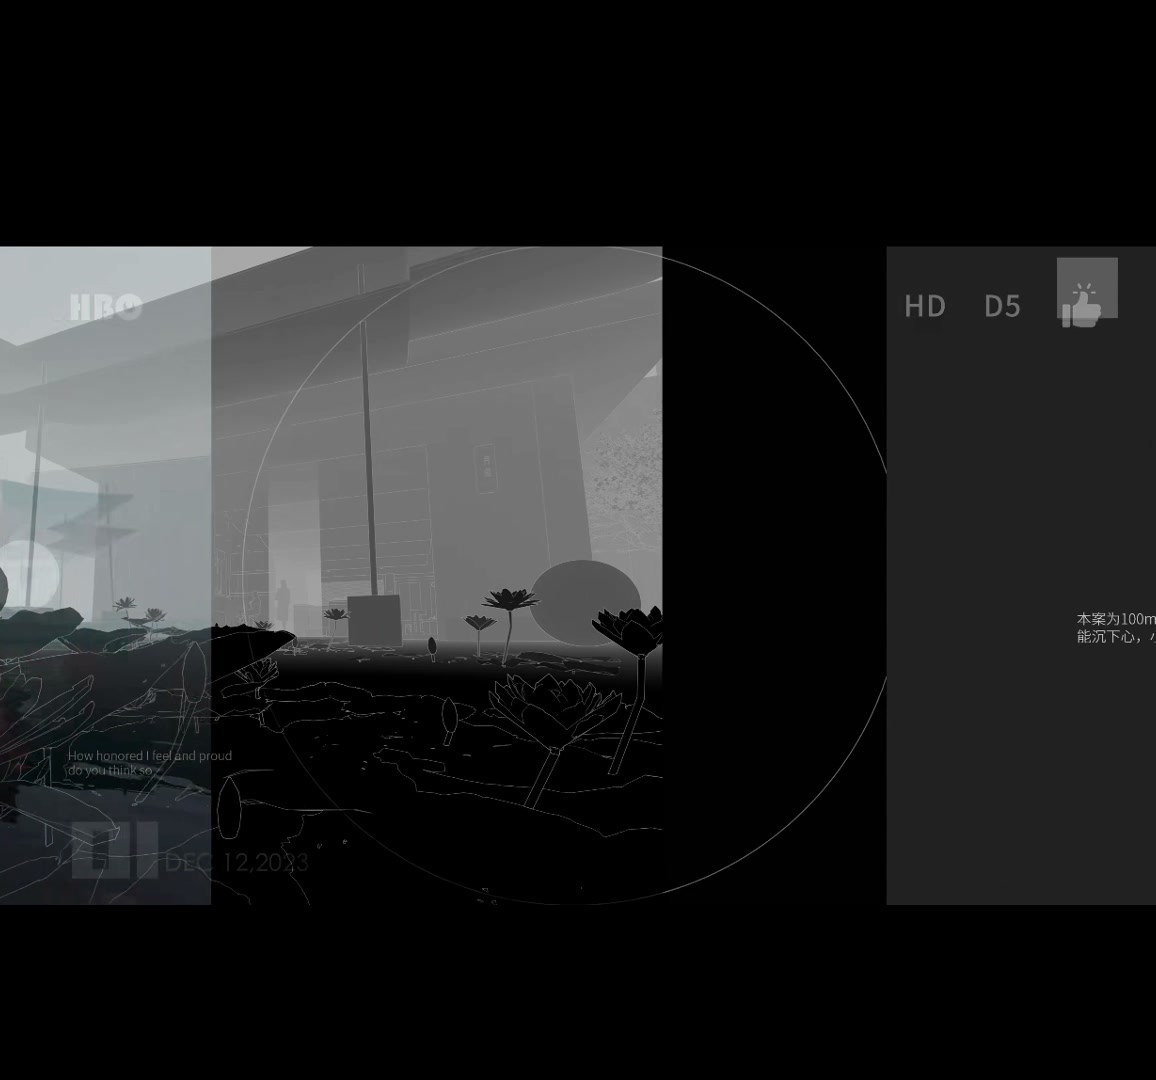 HBO
HD D5
本案为100m
能沉下心，
How honored I feel and proud
do you think so
DEC 12,2023